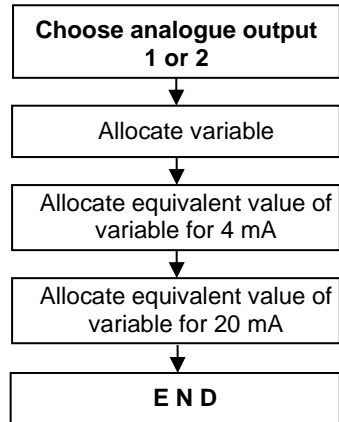 Choose analogue output
1 or 2
Allocate variable
Allocate equivalent value of
variable for 4 mA
Allocate equivalent value of
variable for 20 mA
E N D